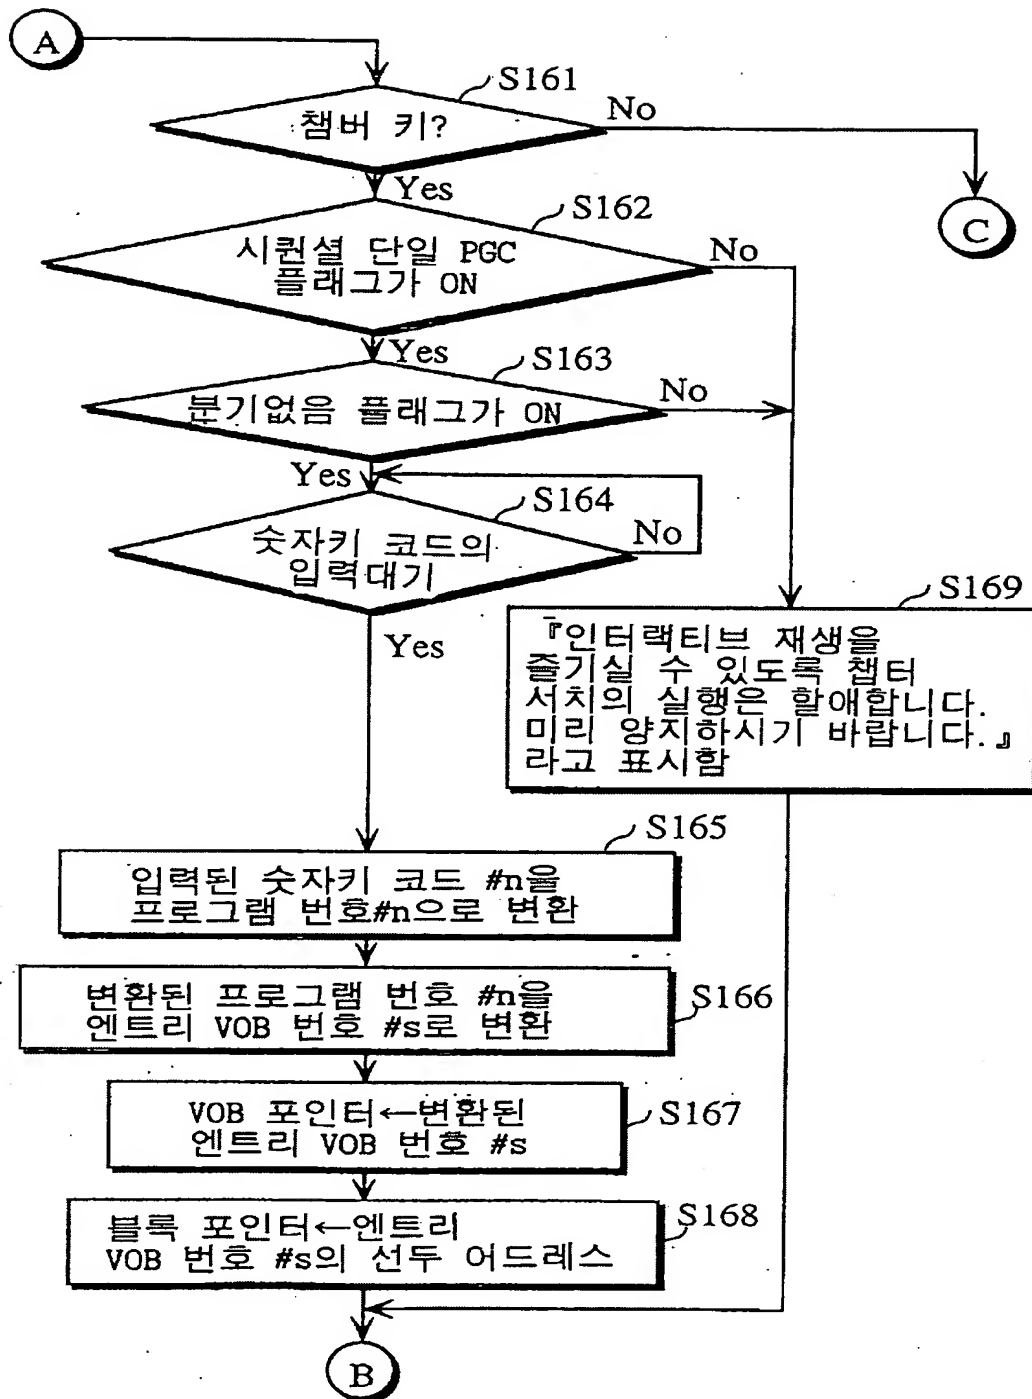 A
S161
챔버 키?
No
Yes
C
S162
시퀀셜 단일 PGC
플래그가 ON
No
Yes
S163
분기없음 플래그가 ON
No
Yes
S164
숫자키 코드의
입력대기
No
Yes
S169
『인터랙티브 재생을
즐기실 수 있도록 챕터
서치의 실행은 할애합니다.
미리 양지하시기 바랍니다.』
라고 표시함
S165
입력된 숫자키 코드 #n을
프로그램 번호#n으로 변환
변환된 프로그램 번호 #n을
엔트리 VOB 번호 #s로 변환
S166
VOB 포인터←변환된
엔트리 VOB 번호 #s
S167
블록 포인터←엔트리
VOB 번호 #s의 선두 어드레스
S168
B